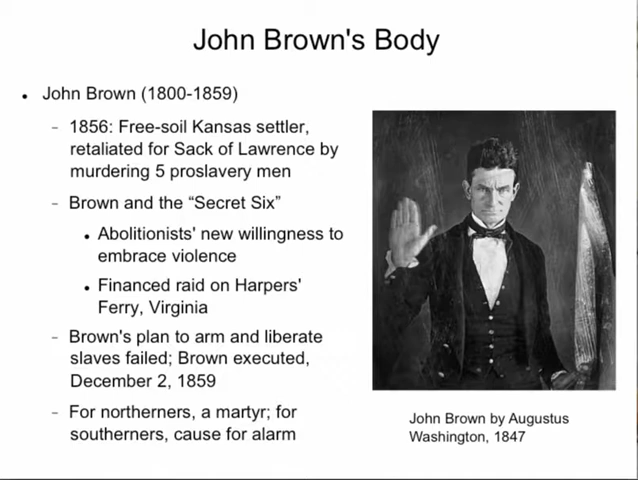 John Brown's Body
• John Brown (1800-1859)
– 1856: Free-soil Kansas settler,
retaliated for Sack of Lawrence by
murdering 5 proslavery men
– Brown and the “Secret Six”
• Abolitionists' new willingness to
embrace violence
• Financed raid on Harpers'
Ferry, Virginia
– Brown's plan to arm and liberate
slaves failed; Brown executed,
December 2, 1859
– For northerners, a martyr; for
southerners, cause for alarm
John Brown by Augustus
Washington, 1847